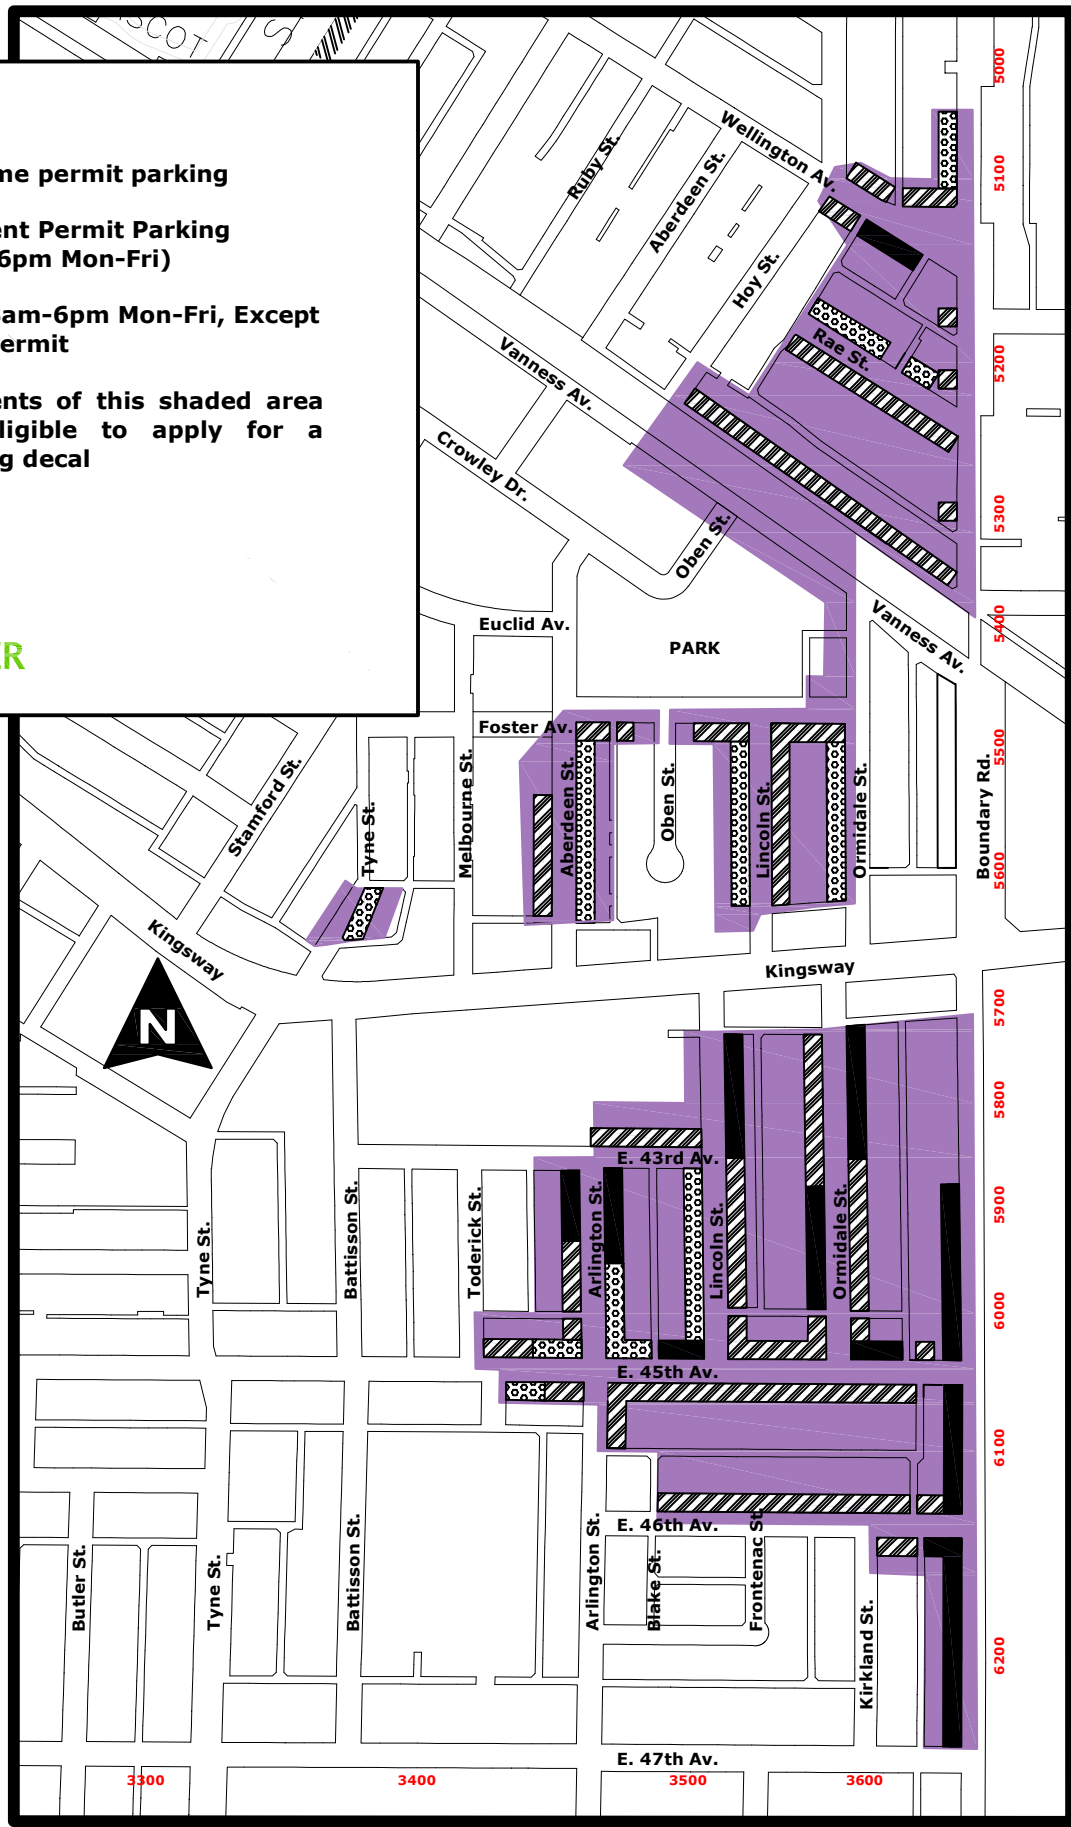 SCOT
S
me permit parking
ent Permit Parking
6pm Mon-Fri)
am-6pm Mon-Fri, Except
ermit
ents of this shaded area
ligible to apply for a
g decal
ER
Wellington Av.
Ruby St.
Aberdeen St.
Hoy St.
Rae St.
Vanness Av.
Crowley Dr.
Oben St.
Euclid Av.
PARK
Vanness Av.
Foster Av.
Stamford St.
Tyne St.
Melbourne St.
Aberdeen St.
Oben St.
Lincoln St.
Ormidale St.
Boundary Rd.
Kingsway
Kingsway
N
E. 43rd Av.
Tyne St.
Battisson St.
Toderick St.
Arlington St.
Lincoln St.
Ormidale St.
E. 45th Av.
E. 46th Av.
Butler St.
Tyne St.
Battisson St.
Arlington St.
Blake St.
Frontenac St.
Kirkland St.
E. 47th Av.
5000
5100
5200
5300
5400
5500
5600
5700
5800
5900
6000
6100
6200
3300
3400
3500
3600